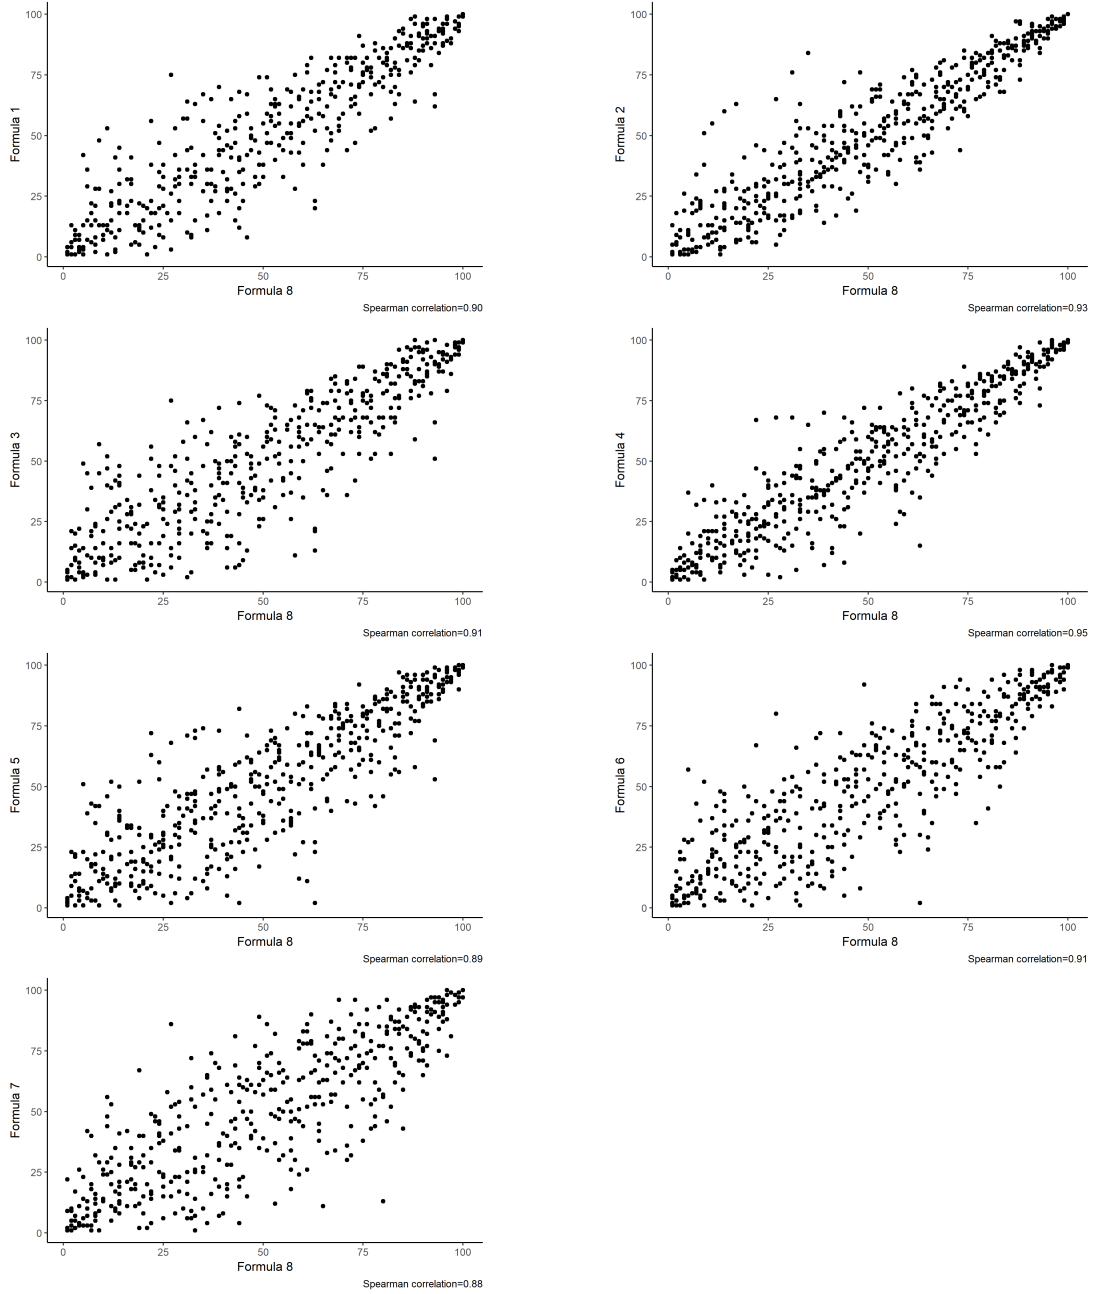 100
75
50
25
0
Formula 1
0 25 50 75 100
Formula 8
Spearman correlation=0.90
100
75
50
25
0
Formula 2
0 25 50 75 100
Formula 8
Spearman correlation=0.93
100
75
50
25
0
Formula 3
0 25 50 75 100
Formula 8
Spearman correlation=0.91
100
75
50
25
0
Formula 4
0 25 50 75 100
Formula 8
Spearman correlation=0.95
100
75
50
25
0
Formula 5
0 25 50 75 100
Formula 8
Spearman correlation=0.89
100
75
50
25
0
Formula 6
0 25 50 75 100
Formula 8
Spearman correlation=0.91
100
75
50
25
0
Formula 7
0 25 50 75 100
Formula 8
Spearman correlation=0.88